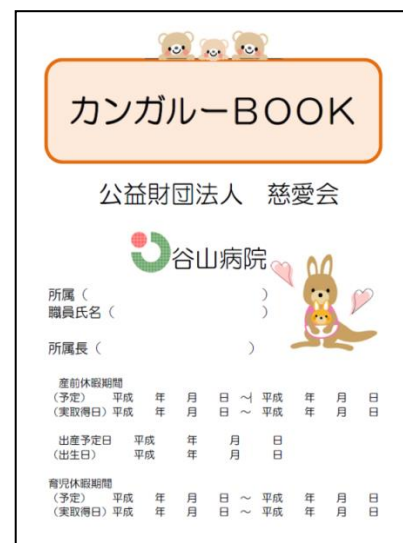 カンガルーBOOK
公益財団法人　慈愛会
谷山病院
所属（　　　　　　　　　　）
職員氏名（　　　　　　　　　）
所属長（　　　　　　　　）
産前休暇期間
（予定）　　平成　　年　　月　　日　～　平成　　年　　月　　日
（実取得日）平成　　年　　月　　日　～　平成　　年　　月　　日
出産予定日　平成　　　年　　　月　　　日
（出生日）　　平成　　　年　　　月　　　日
育児休暇期間
（予定）　　平成　　年　　月　　日　～　平成　　年　　月　　日
（実取得日）平成　　年　　月　　日　～　平成　　年　　月　　日